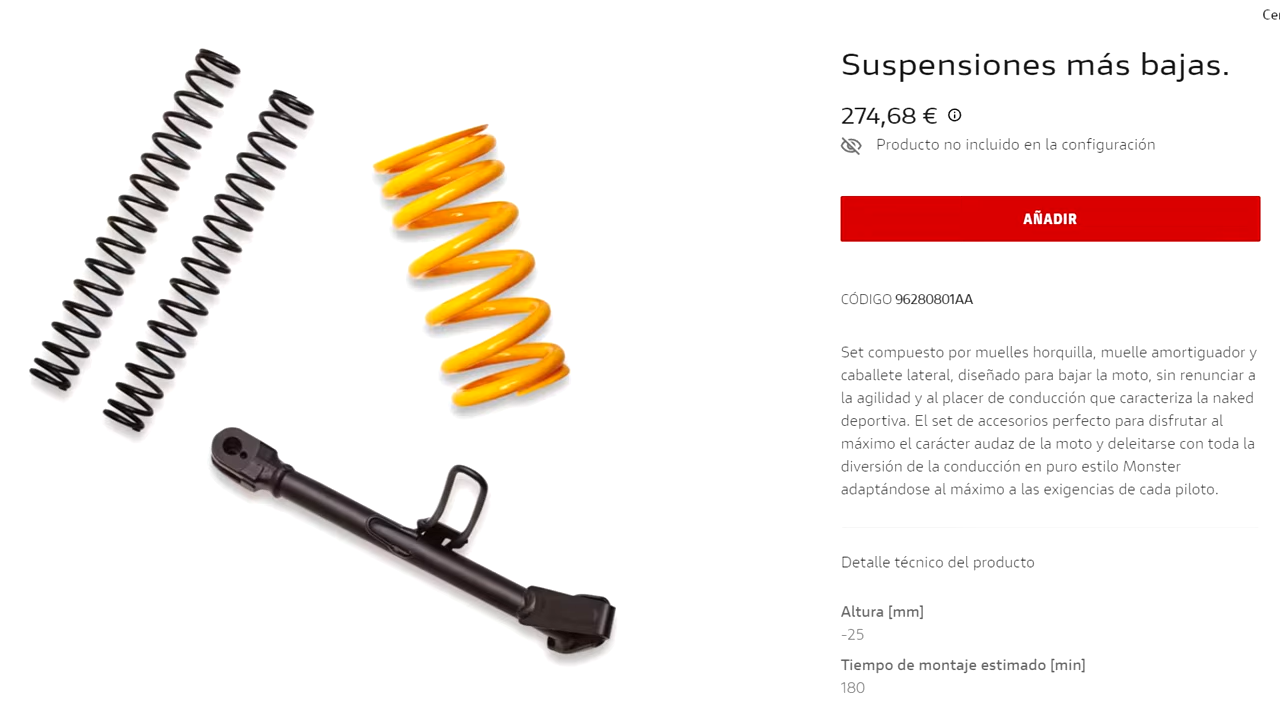 Suspensiones más bajas.
274,68 €
Producto no incluido en la configuración
AÑADIR
CÓDIGO 96280801AA
Set compuesto por muelles horquilla, muelle amortiguador y
caballete lateral, diseñado para bajar la moto, sin renunciar a
la agilidad y al placer de conducción que caracteriza la naked
deportiva. El set de accesorios perfecto para disfrutar al
máximo el carácter audaz de la moto y deleitarse con toda la
diversión de la conducción en puro estilo Monster
adaptándose al máximo a las exigencias de cada piloto.
Detalle técnico del producto
Altura [mm]
-25
Tiempo de montaje estimado [min]
180